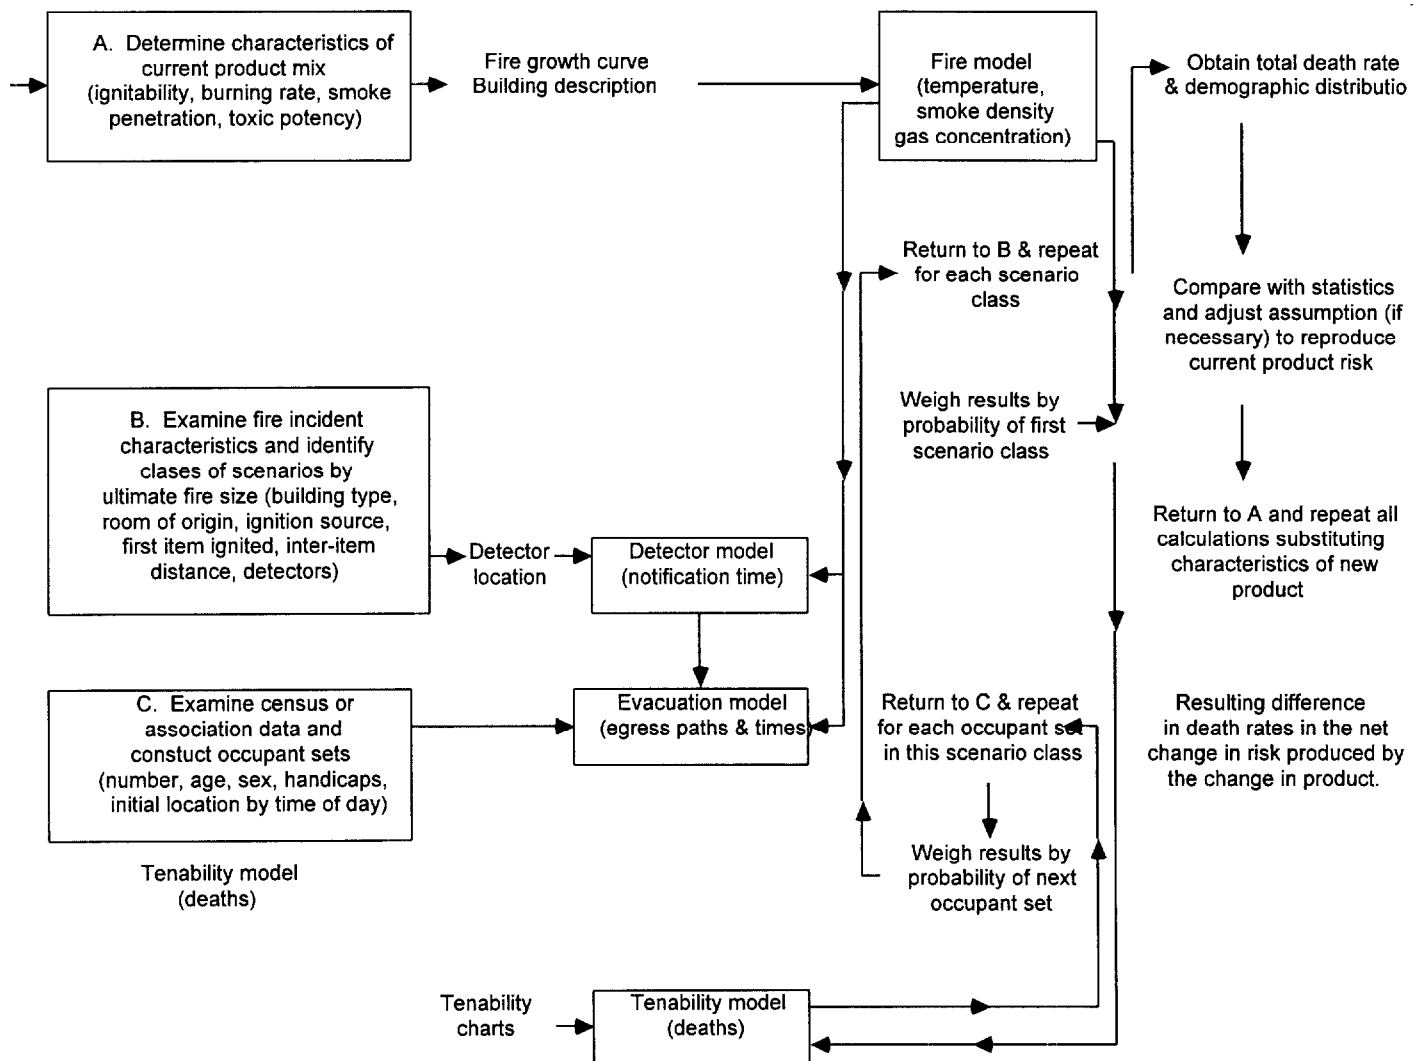 A. Determine characteristics of
current product mix
(ignitability, burning rate, smoke
penetration, toxic potency)
Fire growth curve
Building description
Fire model
(temperature,
smoke density
gas concentration)
Obtain total death rate
& demographic distributio
Return to B & repeat
for each scenario
class
Compare with statistics
and adjust assumption (if
necessary) to reproduce
current product risk
B. Examine fire incident
characteristics and identify
clases of scenarios by
ultimate fire size (building type,
room of origin, ignition source,
first item ignited, inter-item
distance, detectors)
Weigh results by
probability of first
scenario class
Detector
location
Detector model
(notification time)
Return to A and repeat all
calculations substituting
characteristics of new
product
C. Examine census or
association data and
constuct occupant sets
(number, age, sex, handicaps,
initial location by time of day)
Evacuation model
(egress paths & times)
Return to C & repeat
for each occupant set
in this scenario class
Resulting difference
in death rates in the net
change in risk produced by
the change in product.
Tenability model
(deaths)
Weigh results by
probability of next
occupant set
Tenability
charts
Tenability model
(deaths)